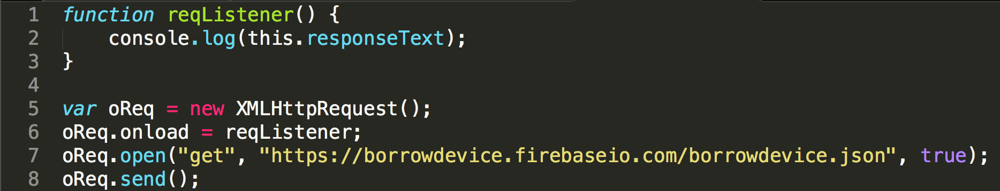 1 function reqListener() {
2     console.log(this.responseText);
3 }
4
5 var oReq = new XMLHttpRequest();
6 oReq.onload = reqListener;
7 oReq.open("get", "https://borrowdevice.firebaseio.com/borrowdevice.json", true);
8 oReq.send();